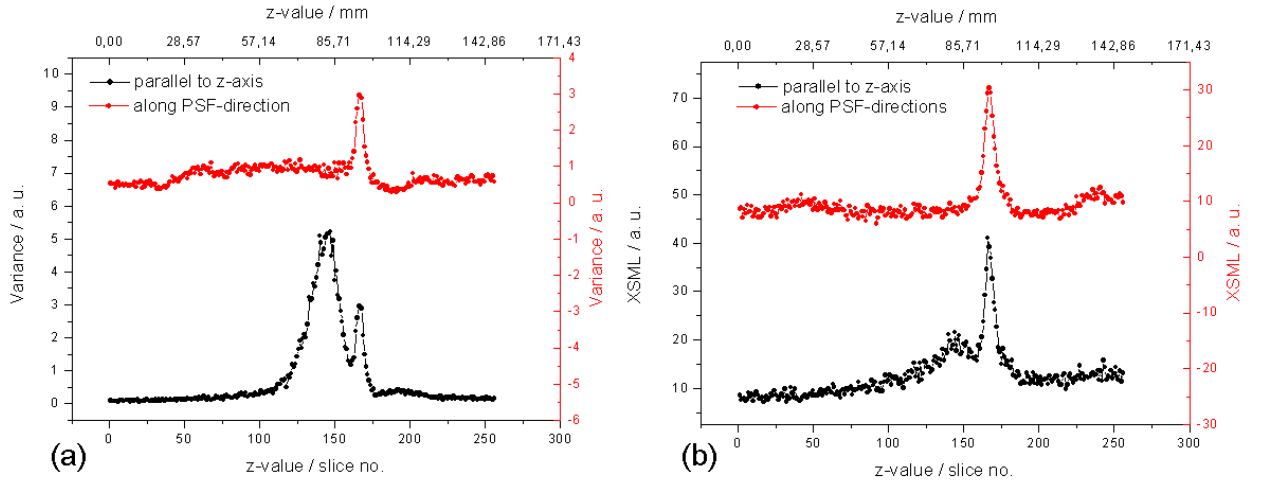 z-value / mm
0,00 28,57 57,14 85,71 114,29 142,86 171,43
parallel to z-axis
along PSF-direction
Variance / a. u.
10
9
8
7
6
5
4
3
2
1
0
Variance / a. u.
4
3
2
1
0
-1
-2
-3
-4
-5
-6
0 50 100 150 200 250 300
(a)
z-value / slice no.
z-value / mm
0,00 28,57 57,14 85,71 114,29 142,86 171,43
parallel to z-axis
along PSF-directions
XSML / a. u.
70
60
50
40
30
20
10
XSML / a. u.
30
20
10
0
-10
-20
-30
0 50 100 150 200 250 300
(b)
z-value / slice no.